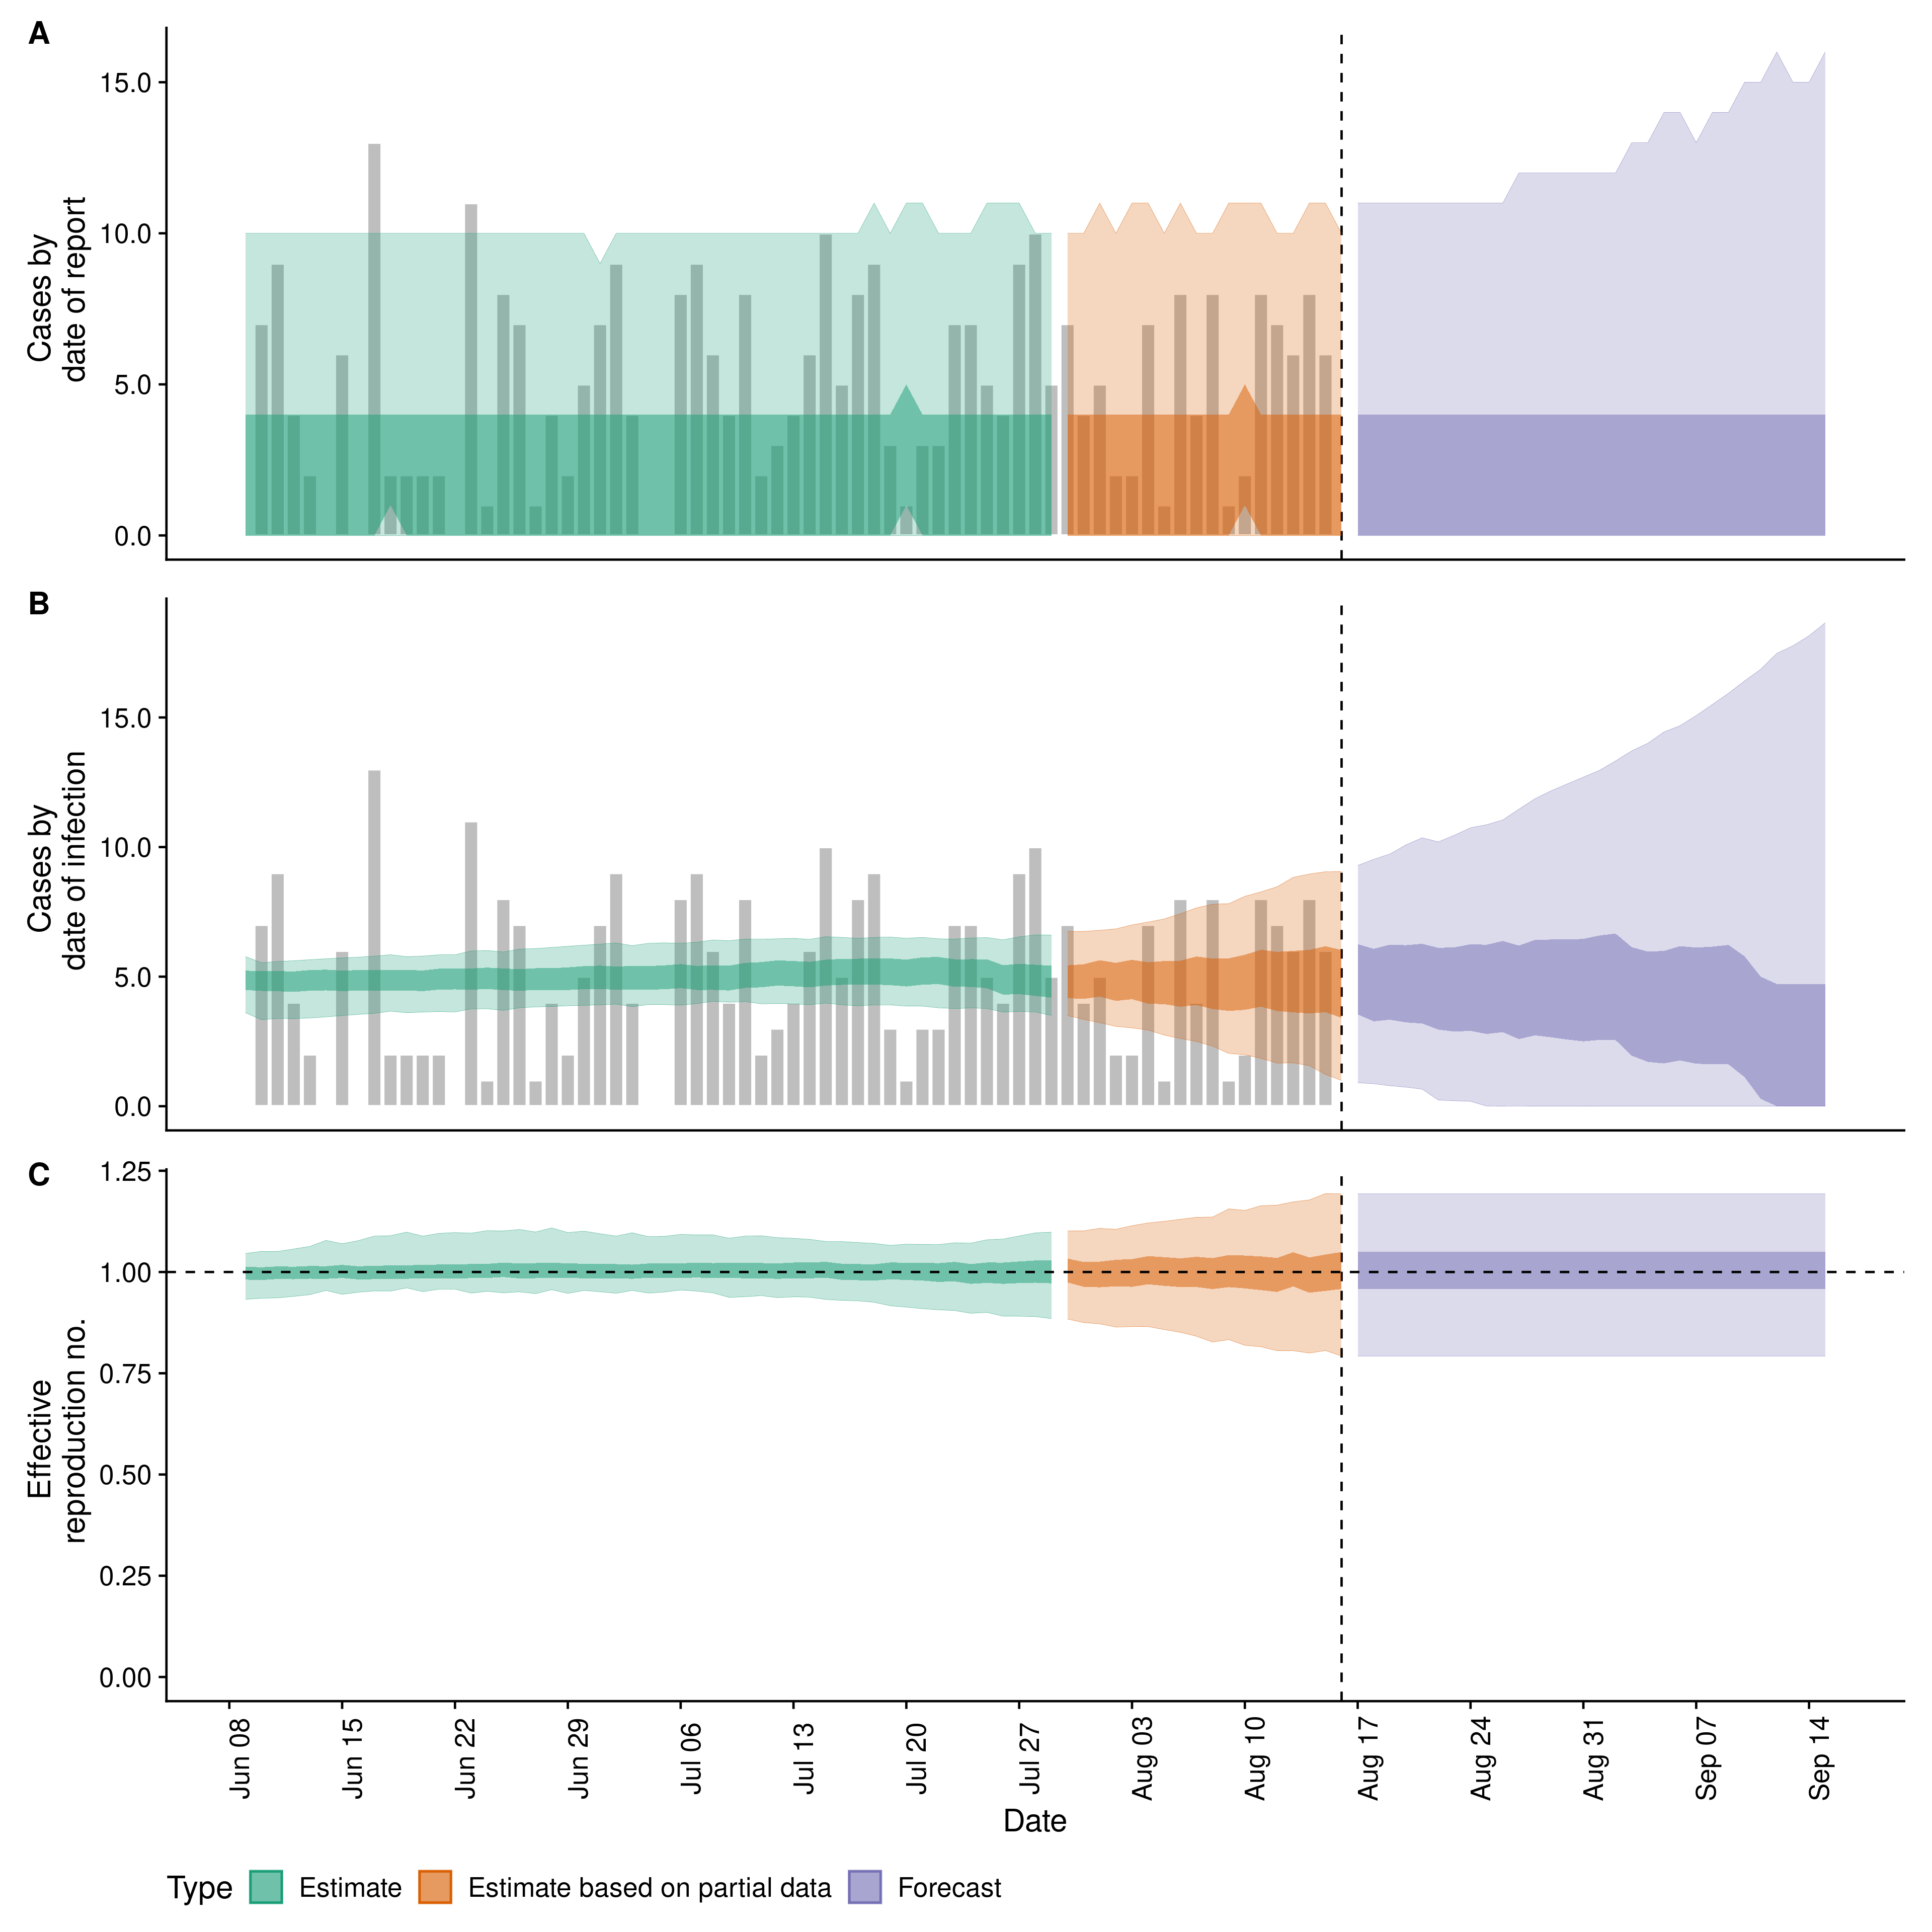 A
Cases by
date of report
15.0
10.0
5.0
0.0
B
Cases by
date of infection
15.0
10.0
5.0
0.0
C
Effective
reproduction no.
1.25
1.00
0.75
0.50
0.25
0.00
Jun 08
Jun 15
Jun 22
Jun 29
Jul 06
Jul 13
Jul 20
Jul 27
Aug 03
Aug 10
Aug 17
Aug 24
Aug 31
Sep 07
Sep 14
Date
Type Estimate Estimate based on partial data Forecast